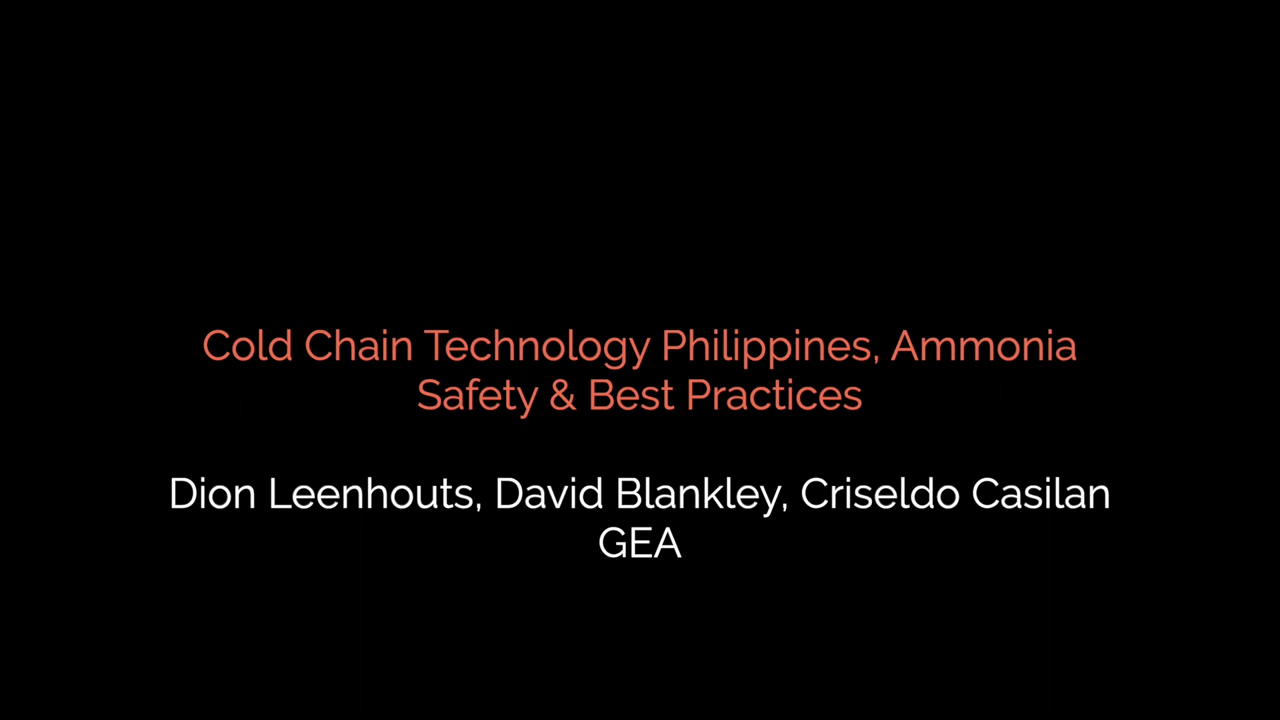 Cold Chain Technology Philippines, Ammonia
Safety & Best Practices
Dion Leenhouts, David Blankley, Criseldo Casilan
GEA